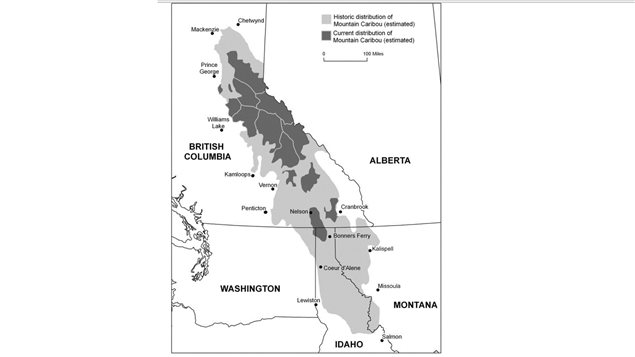 Chetwynd
Mackenzie
Historic distribution of
Mountain Caribou (estimated)
Current distribution of
Mountain Caribou (estimated)
0 100 Miles
Prince
George
Williams
Lake
BRITISH
COLUMBIA
ALBERTA
Kamloops
Vernon
Penticton
Nelson
Cranbrook
Bonners Ferry
Kalispell
Coeur d'Alene
WASHINGTON
Missoula
Lewiston
MONTANA
Salmon
IDAHO